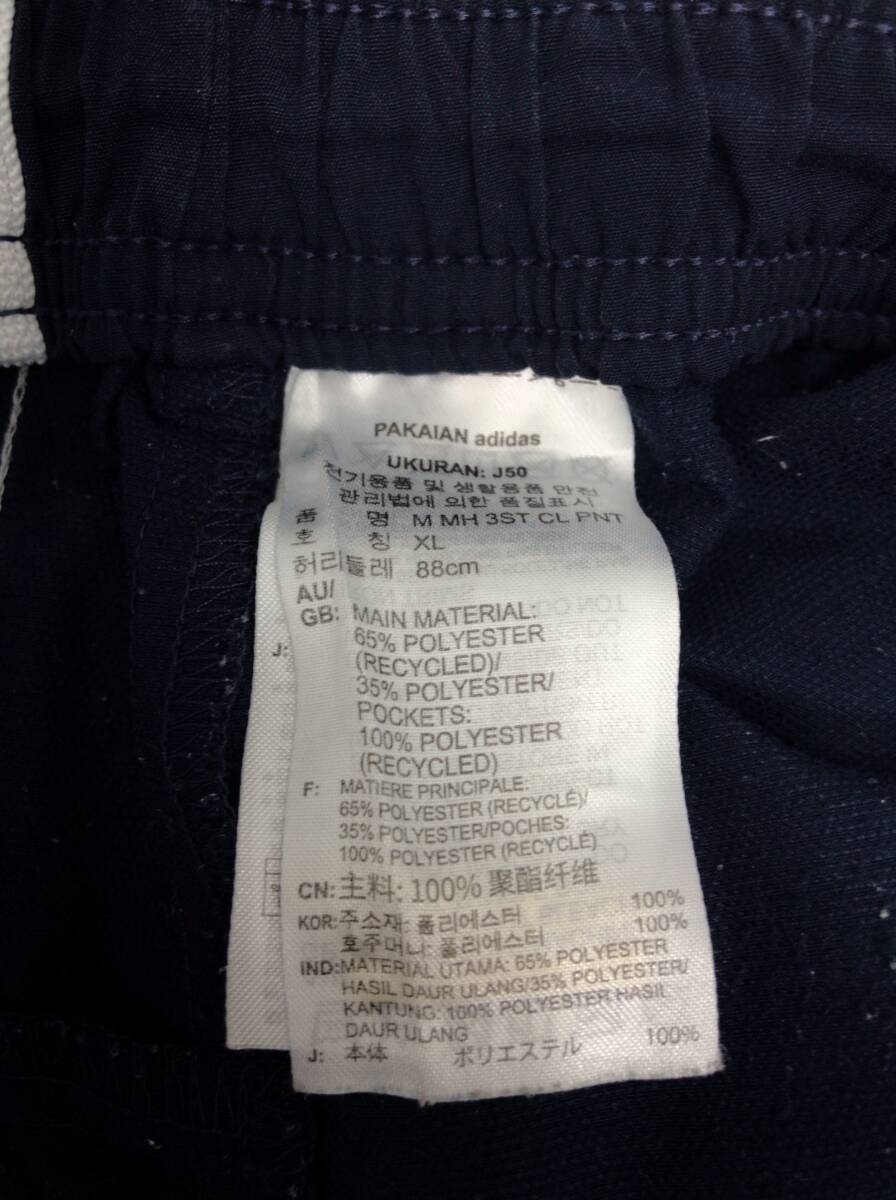 PAKAIAN adidas
UKURAN: J50
전기용품 및 생활용품 안전
관리법에 의한 품질표시
품 명 M MH 3ST CL PNT
호 칭 XL
허리둘레 88cm
AU/
GB: MAIN MATERIAL:
65% POLYESTER
(RECYCLED)/
35% POLYESTER/
POCKETS:
100% POLYESTER
(RECYCLED)
F: MATIERE PRINCIPALE:
65% POLYESTER (RECYCLÉ)/
35% POLYESTER/POCHES:
100% POLYESTER (RECYCLÉ)
CN: 主料: 100% 聚酯纤维
KOR: 주소재: 폴리에스터 100%
호주머니: 폴리에스터 100%
IND: MATERIAL UTAMA: 65% POLYESTER
HASIL DAUR ULANG/35% POLYESTER/
KANTUNG: 100% POLYESTER HASIL
DAUR ULANG
J: 本体 ポリエステル 100%
J: